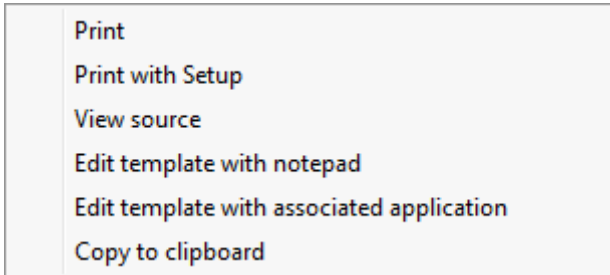 Print
Print with Setup
View source
Edit template with notepad
Edit template with associated application
Copy to clipboard